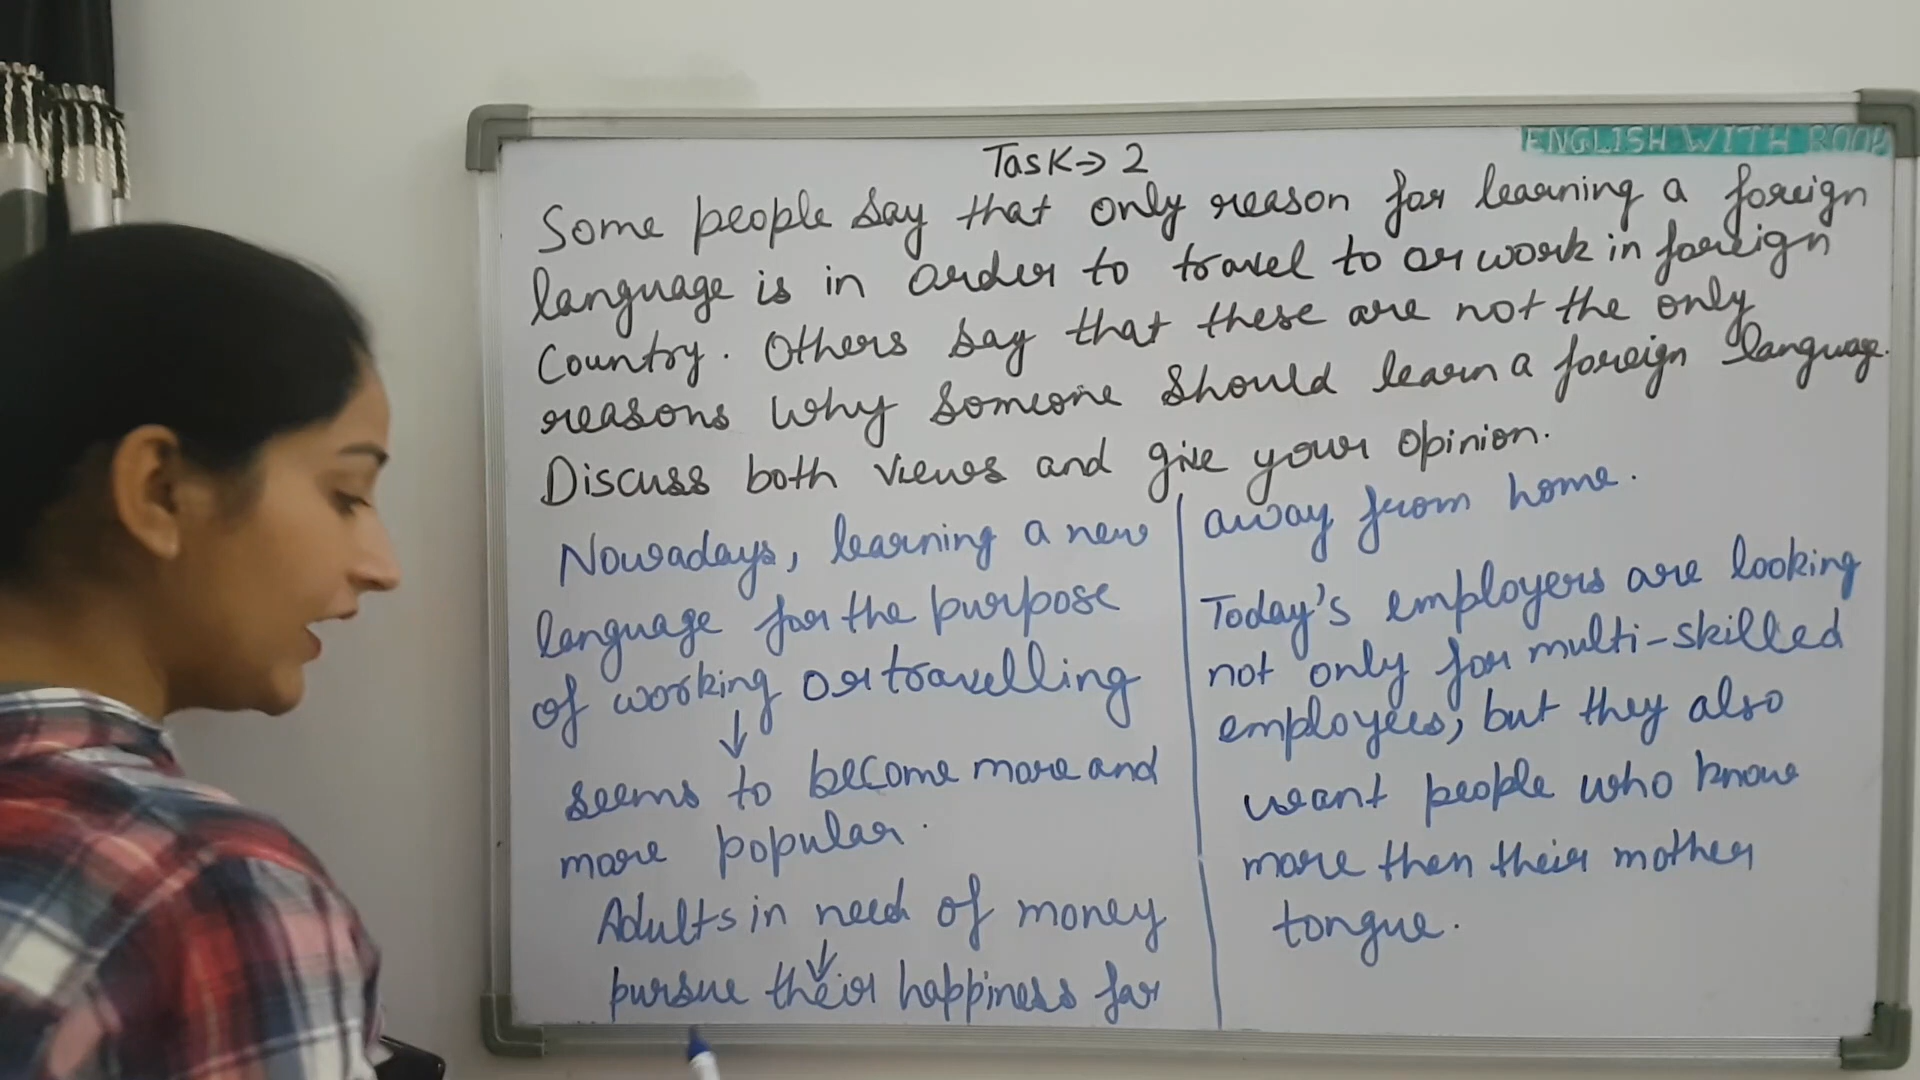 ENGLISH WITH ROOP
Task→2
Some people say that only reason for learning a foreign
language is in order to travel to or work in foreign
Country. Others say that these are not the only
reasons why someone should learn a foreign language.
Discuss both views and give your opinion.
Nowadays, learning a new
language for the purpose
of working or travelling
↓
seems to become more and
more popular.
Adults in need of money
↓
pursue their happiness far
away from home.
Today's employers are looking
not only for multi-skilled
employees, but they also
want people who know
more then their mother
tongue.